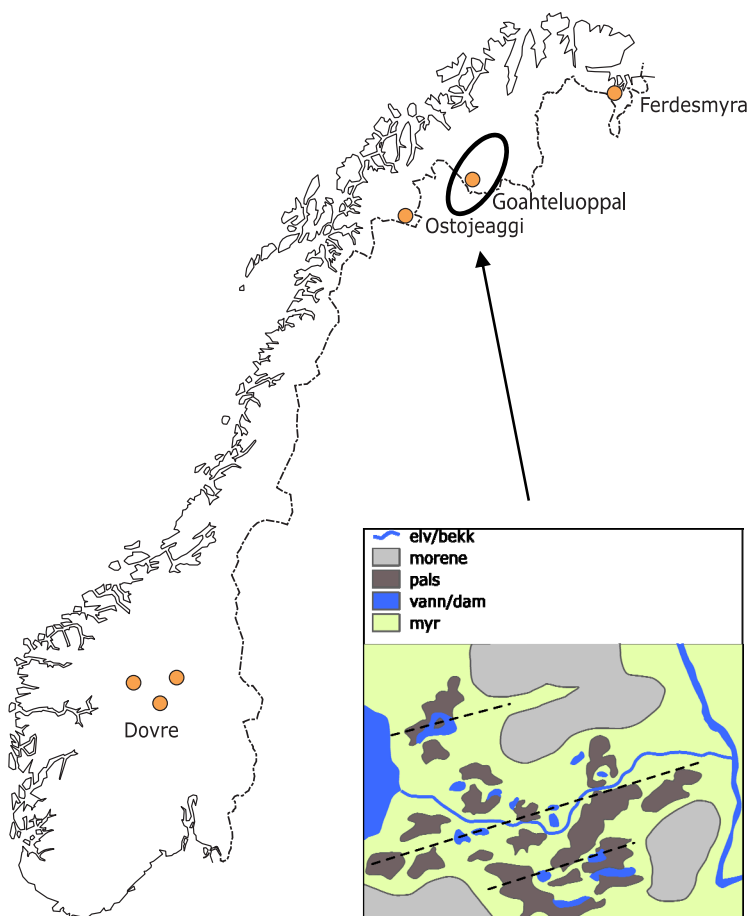 Ferdesmyra
Goahteluoppal
Ostojeaggi
Dovre
elv/bekk
morene
pals
vann/dam
myr